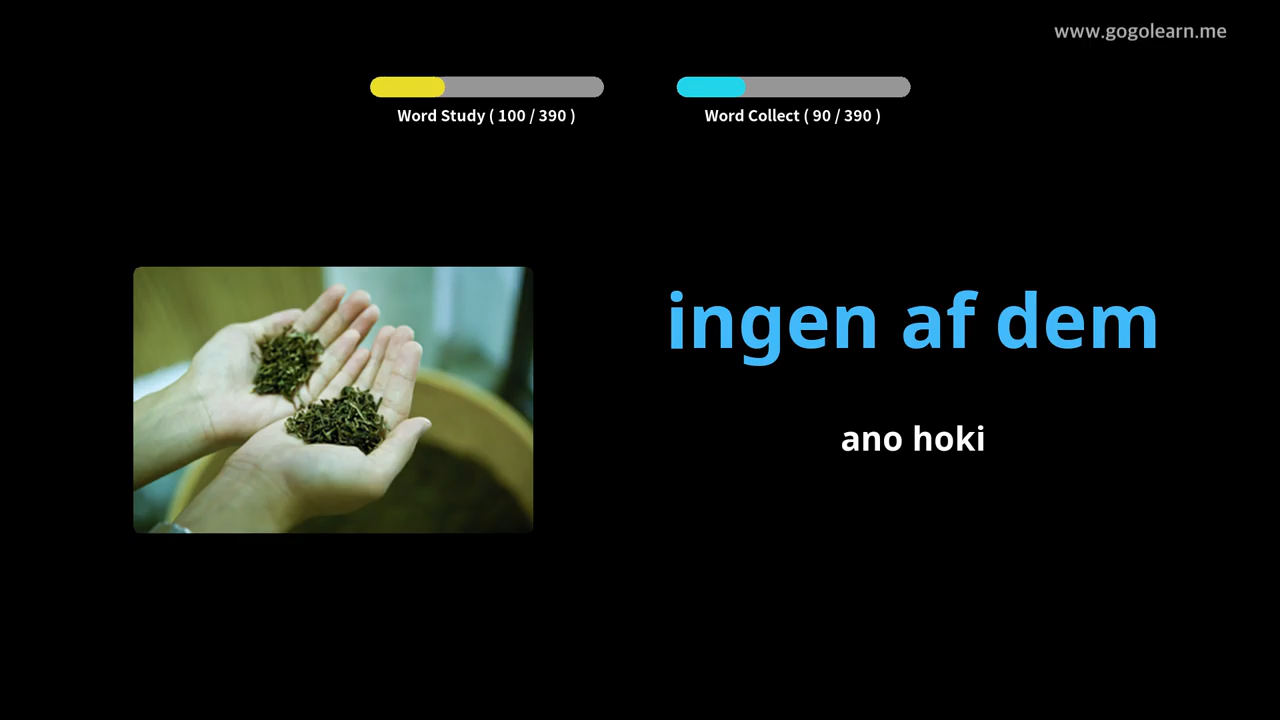 www.gogolearn.me
Word Study ( 100 / 390 )
Word Collect ( 90 / 390 )
ingen af dem
ano hoki